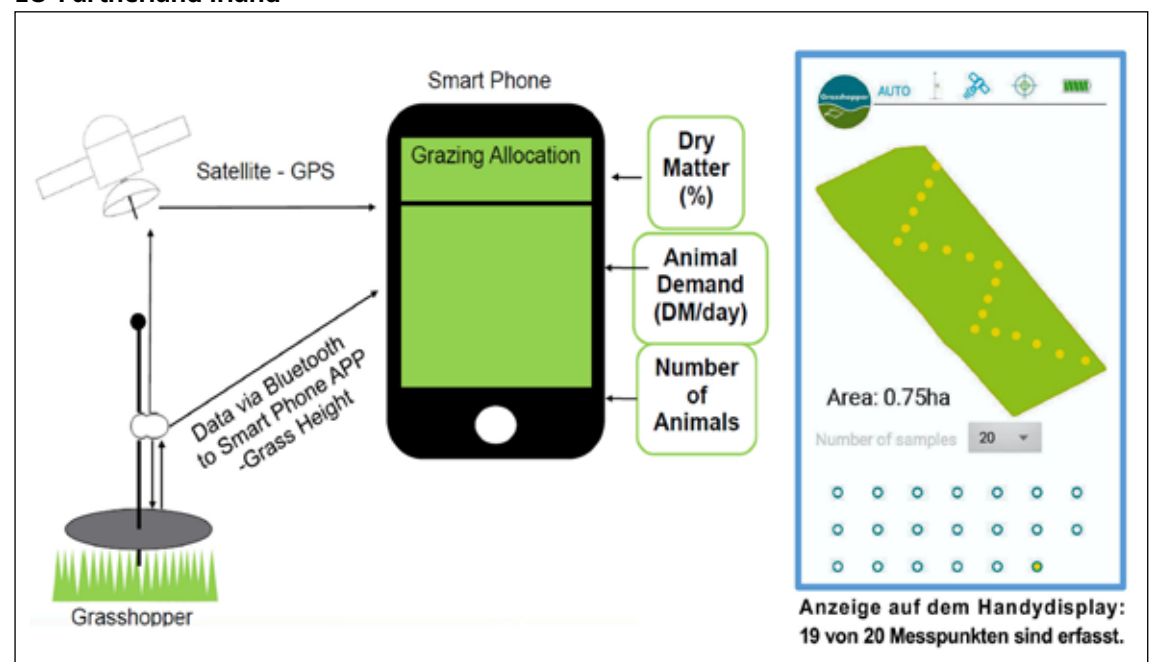 Smart Phone
Grazing Allocation
Satellite - GPS
Data via Bluetooth
to Smart Phone APP
-Grass Height
Grasshopper
Dry
Matter
(%)
Animal
Demand
(DM/day)
Number
of
Animals
Grasshopper
AUTO
Area: 0.75ha
Number of samples 20
Anzeige auf dem Handydisplay:
19 von 20 Messpunkten sind erfasst.